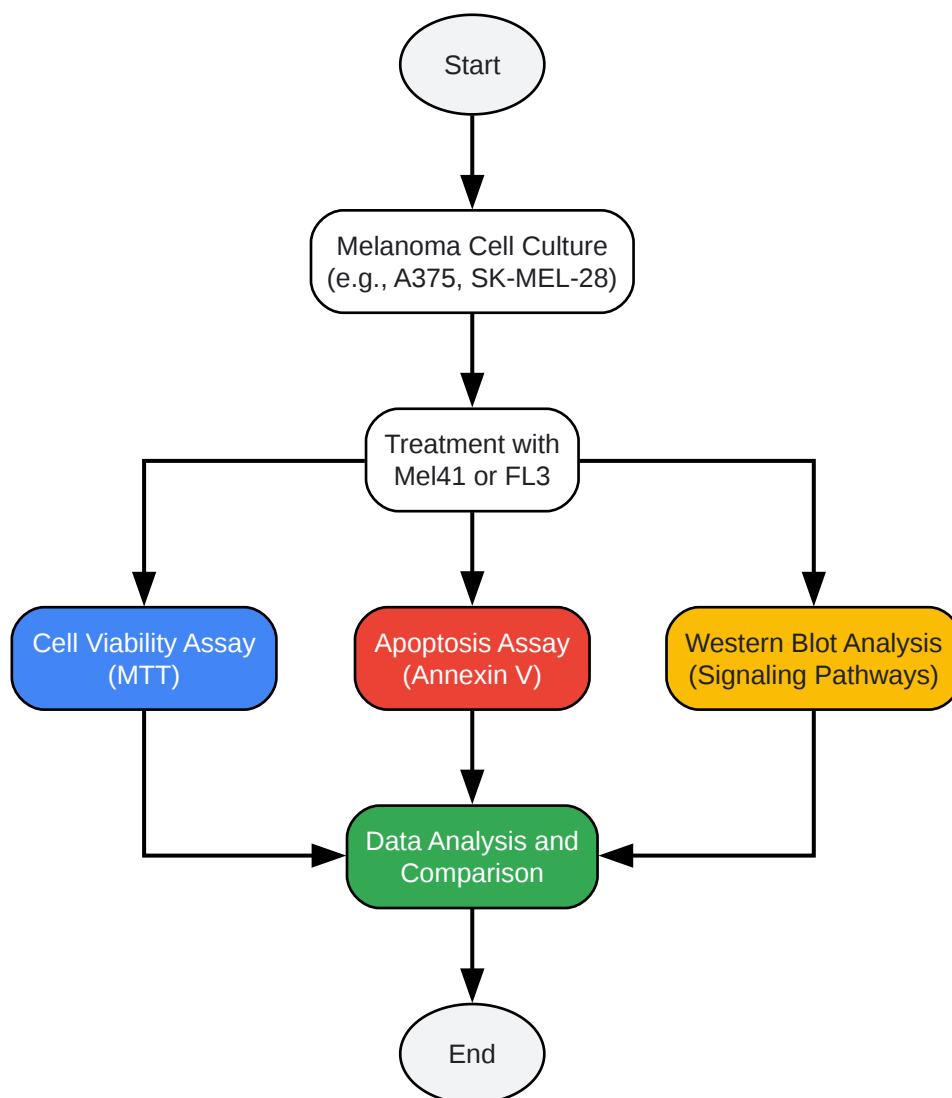 Start
Melanoma Cell Culture
(e.g., A375, SK-MEL-28)
Treatment with
Mel41 or FL3
Cell Viability Assay
(MTT)
Apoptosis Assay
(Annexin V)
Western Blot Analysis
(Signaling Pathways)
Data Analysis and
Comparison
End